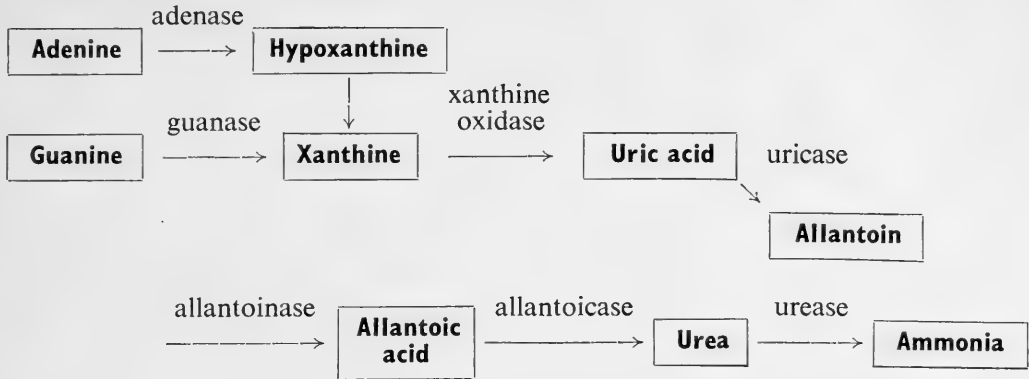 adenase
Adenine
Hypoxanthine
guanase
xanthine
oxidase
Guanine
Xanthine
Uric acid
uricase
Allantoin
allantoinase
Allantoic
acid
allantoicase
Urea
urease
Ammonia